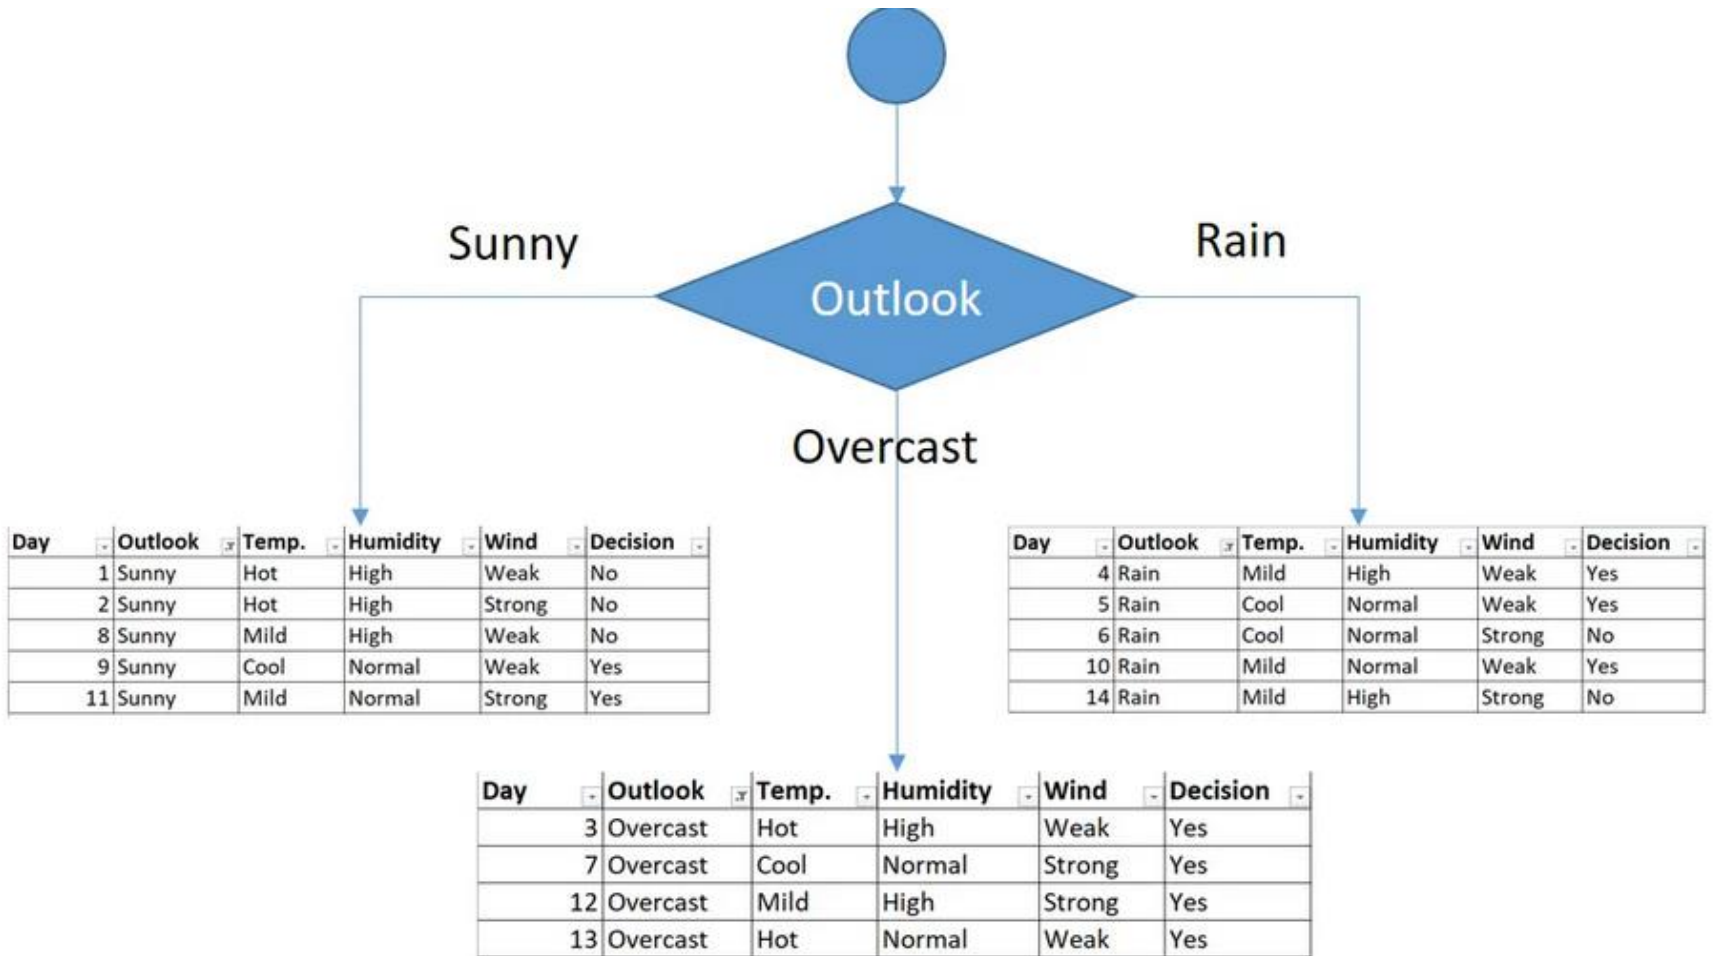 Sunny
Rain
Outlook
Overcast
Day Outlook Temp. Humidity Wind Decision
1 Sunny Hot High Weak No
2 Sunny Hot High Strong No
8 Sunny Mild High Weak No
9 Sunny Cool Normal Weak Yes
11 Sunny Mild Normal Strong Yes
Day Outlook Temp. Humidity Wind Decision
4 Rain Mild High Weak Yes
5 Rain Cool Normal Weak Yes
6 Rain Cool Normal Strong No
10 Rain Mild Normal Weak Yes
14 Rain Mild High Strong No
Day Outlook Temp. Humidity Wind Decision
3 Overcast Hot High Weak Yes
7 Overcast Cool Normal Strong Yes
12 Overcast Mild High Strong Yes
13 Overcast Hot Normal Weak Yes